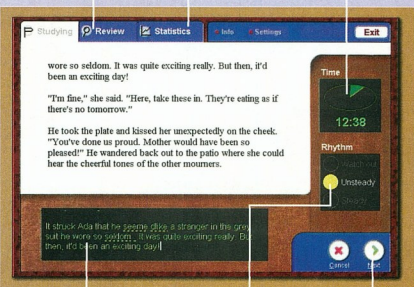 Studying
Review
Statistics
Info
Settings
Exit
wore so seldom. It was quite exciting really. But then, it'd
been an exciting day!
"I'm fine," she said. "Here, take these in. They're eating as if
there's no tomorrow."
He took the plate and kissed her unexpectedly on the cheek.
"You've done us proud. Mother would have been so
pleased!" He wandered back out to the patio where she could
hear the cheerful tones of the other mourners.
Time
12:38
Rhythm
Watch out
Unsteady
Steady
It struck Ada that he seeme dlike a stranger in the grey
suit he wore so seldom. It was quite exciting really. But
then, it'd been an exciting day!
Cancel
Next